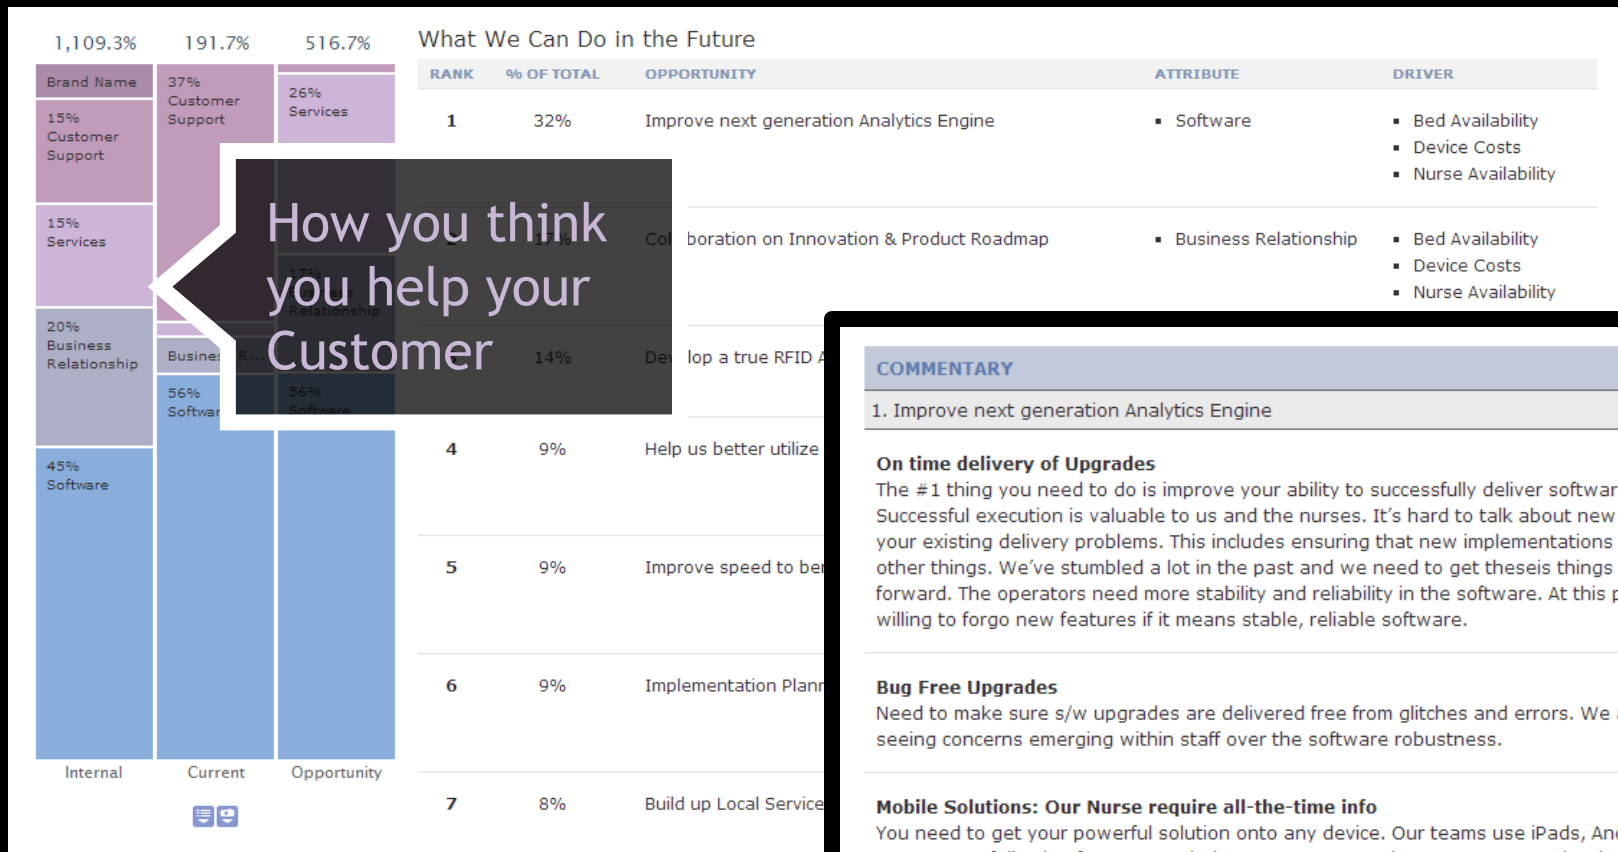 1,109.3% 191.7% 516.7%
Brand Name
15%
Customer
Support
15%
Services
20%
Business
Relationship
45%
Software
Internal
37%
Customer
Support
Busines R...
56%
Softwar
Current
26%
Services
17%
Business
Relationship
56%
Software
Opportunity
How you think
you help your
Customer
What We Can Do in the Future
RANK % OF TOTAL OPPORTUNITY ATTRIBUTE DRIVER
1 32% Improve next generation Analytics Engine ▪ Software ▪ Bed Availability
▪ Device Costs
▪ Nurse Availability
2 17% Col boration on Innovation & Product Roadmap ▪ Business Relationship ▪ Bed Availability
▪ Device Costs
▪ Nurse Availability
14% De lop a true RFID A
4 9% Help us better utilize
5 9% Improve speed to ber
6 9% Implementation Plann
7 8% Build up Local Service
COMMENTARY
1. Improve next generation Analytics Engine
On time delivery of Upgrades
The #1 thing you need to do is improve your ability to successfully deliver softwar
Successful execution is valuable to us and the nurses. It's hard to talk about new
your existing delivery problems. This includes ensuring that new implementations
other things. We've stumbled a lot in the past and we need to get theseis things
forward. The operators need more stability and reliability in the software. At this p
willing to forgo new features if it means stable, reliable software.
Bug Free Upgrades
Need to make sure s/w upgrades are delivered free from glitches and errors. We a
seeing concerns emerging within staff over the software robustness.
Mobile Solutions: Our Nurse require all-the-time info
You need to get your powerful solution onto any device. Our teams use iPads, And